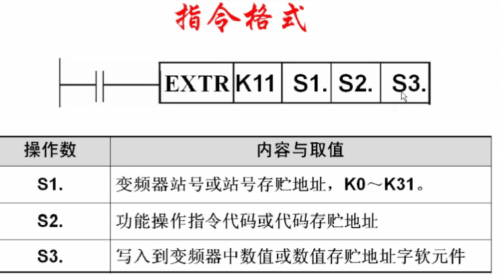 指令格式
EXTR K11 S1. S2. S3.
操作数 内容与取值
S1. 变频器站号或站号存贮地址，K0～K31。
S2. 功能操作指令代码或代码存贮地址
S3. 写入到变频器中数值或数值存贮地址字软元件